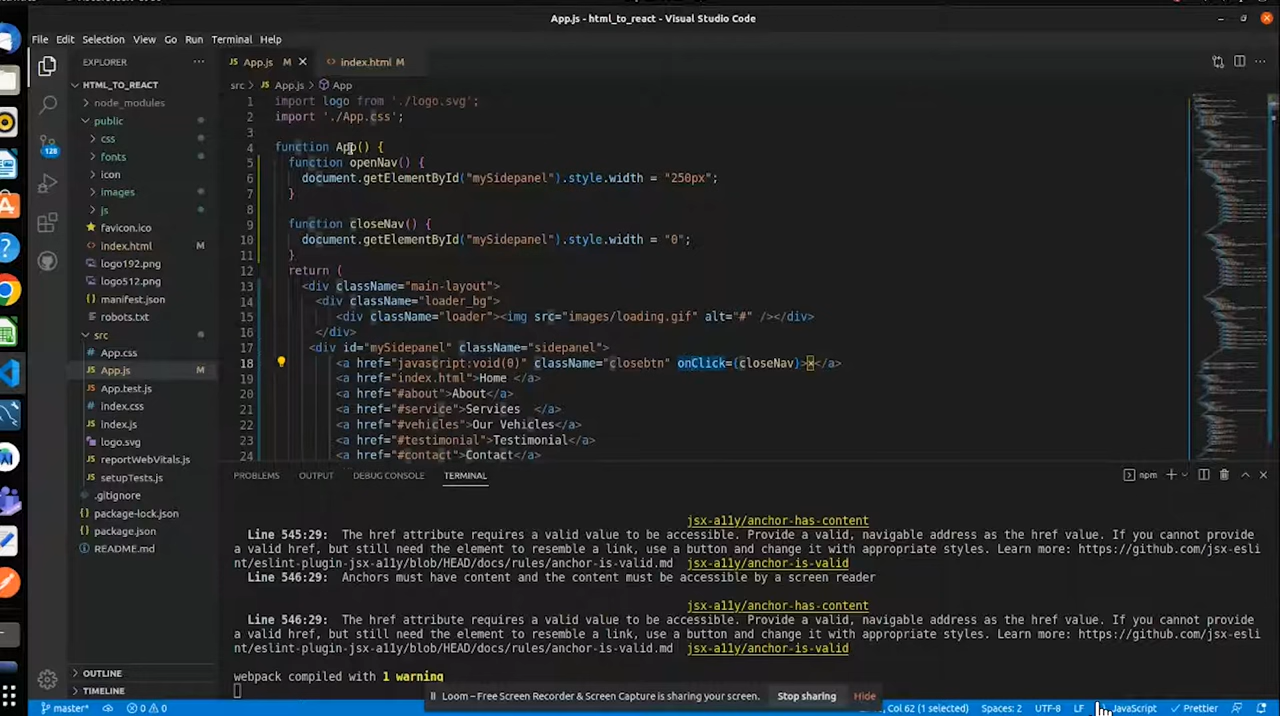 App.js - html_to_react - Visual Studio Code
File Edit Selection View Go Run Terminal Help
EXPLORER ···
App.js M ×
index.html M
HTML_TO_REACT
node_modules
public
css
fonts
icon
images
js
favicon.ico
index.html M
logo192.png
logo512.png
manifest.json
robots.txt
src
App.css
App.js M
App.test.js
index.css
index.js
logo.svg
reportWebVitals.js
setupTests.js
.gitignore
package-lock.json
package.json
README.md
OUTLINE
TIMELINE
128
src > App.js > App
1 import logo from './logo.svg';
2 import './App.css';
3
4 function App() {
5 function openNav() {
6 document.getElementById("mySidepanel").style.width = "250px";
7 }
8
9 function closeNav() {
10 document.getElementById("mySidepanel").style.width = "0";
11 }
12 return (
13 <div className="main-layout">
14 <div className="loader_bg">
15 <div className="loader"><img src="images/loading.gif" alt="#" /></div>
16 </div>
17 <div id="mySidepanel" className="sidepanel">
18 <a href="javascript:void(0)" className="closebtn" onClick={closeNav}>×</a>
19 <a href="index.html">Home </a>
20 <a href="#about">About</a>
21 <a href="#service">Services </a>
22 <a href="#vehicles">Our Vehicles</a>
23 <a href="#testimonial">Testimonial</a>
24 <a href="#contact">Contact</a>
PROBLEMS OUTPUT DEBUG CONSOLE TERMINAL
npm
jsx-a11y/anchor-has-content
Line 545:29: The href attribute requires a valid value to be accessible. Provide a valid, navigable address as the href value. If you cannot provide
a valid href, but still need the element to resemble a link, use a button and change it with appropriate styles. Learn more: https://github.com/jsx-esli
nt/eslint-plugin-jsx-a11y/blob/HEAD/docs/rules/anchor-is-valid.md jsx-a11y/anchor-is-valid
Line 546:29: Anchors must have content and the content must be accessible by a screen reader
jsx-a11y/anchor-has-content
Line 546:29: The href attribute requires a valid value to be accessible. Provide a valid, navigable address as the href value. If you cannot provide
a valid href, but still need the element to resemble a link, use a button and change it with appropriate styles. Learn more: https://github.com/jsx-esli
nt/eslint-plugin-jsx-a11y/blob/HEAD/docs/rules/anchor-is-valid.md jsx-a11y/anchor-is-valid
webpack compiled with 1 warning
Loom – Free Screen Recorder & Screen Capture is sharing your screen. Stop sharing Hide
master* 0 0
Col 62 (1 selected) Spaces: 2 UTF-8 LF JavaScript Prettier